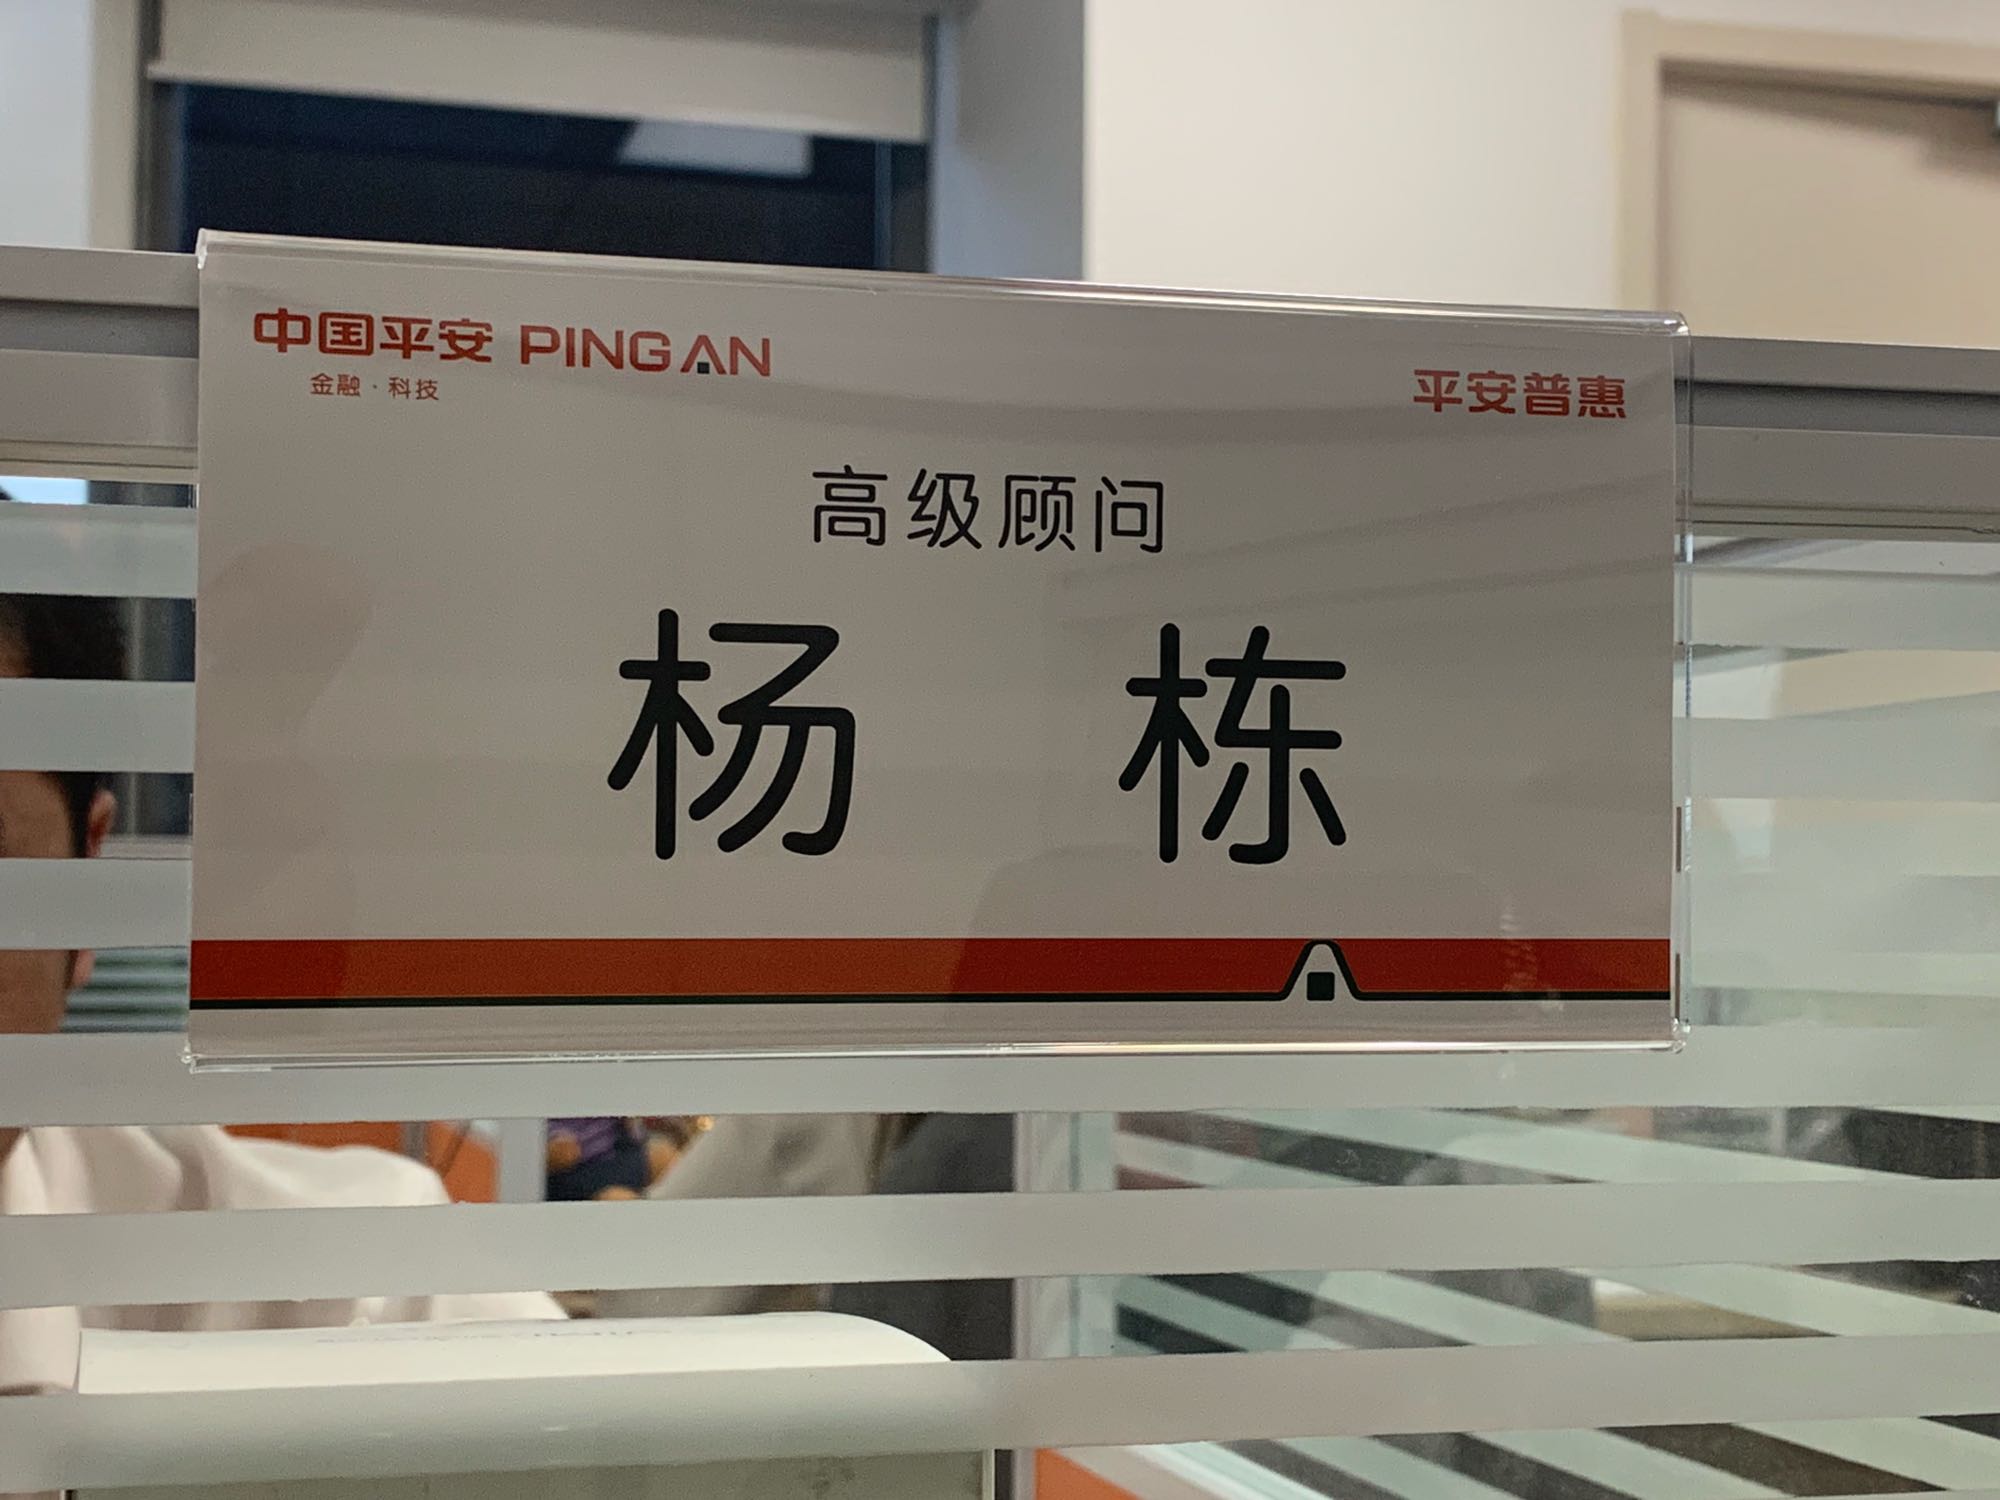 中国平安 PING AN
金融·科技
平安普惠
高级顾问
杨 栋